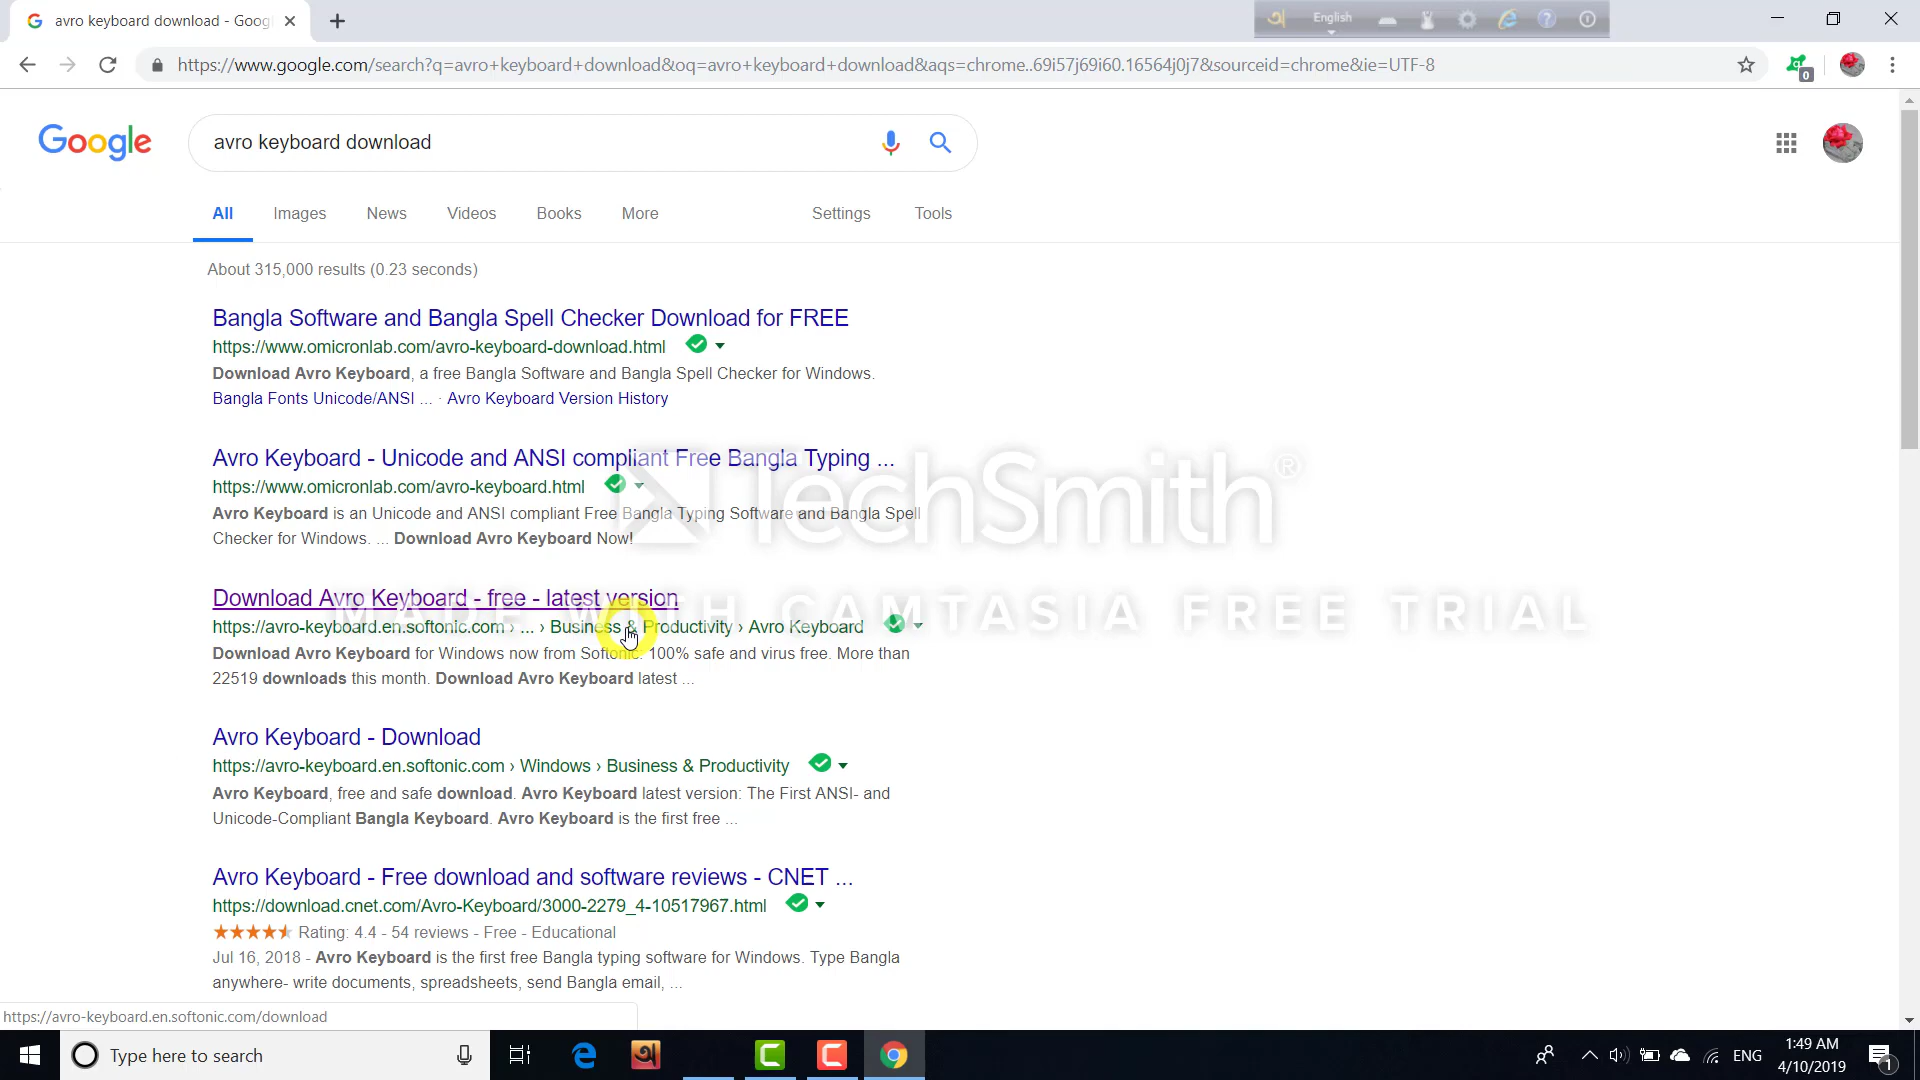 avro keyboard download - Goog
English
https://www.google.com/search?q=avro+keyboard+download&oq=avro+keyboard+download&aqs=chrome..69i57j69i60.16564j0j7&sourceid=chrome&ie=UTF-8
0
Google
avro keyboard download
All Images News Videos Books More Settings Tools
About 315,000 results (0.23 seconds)
Bangla Software and Bangla Spell Checker Download for FREE
https://www.omicronlab.com/avro-keyboard-download.html
Download Avro Keyboard, a free Bangla Software and Bangla Spell Checker for Windows.
Bangla Fonts Unicode/ANSI ... · Avro Keyboard Version History
Avro Keyboard - Unicode and ANSI compliant Free Bangla Typing ...
https://www.omicronlab.com/avro-keyboard.html
Avro Keyboard is an Unicode and ANSI compliant Free Bangla Typing Software and Bangla Spell
Checker for Windows. ... Download Avro Keyboard Now!
TechSmith®
Download Avro Keyboard - free - latest version
MADE WITH CAMTASIA FREE TRIAL
https://avro-keyboard.en.softonic.com › ... › Business & Productivity › Avro Keyboard
Download Avro Keyboard for Windows now from Softonic: 100% safe and virus free. More than
22519 downloads this month. Download Avro Keyboard latest ...
Avro Keyboard - Download
https://avro-keyboard.en.softonic.com › Windows › Business & Productivity
Avro Keyboard, free and safe download. Avro Keyboard latest version: The First ANSI- and
Unicode-Compliant Bangla Keyboard. Avro Keyboard is the first free ...
Avro Keyboard - Free download and software reviews - CNET ...
https://download.cnet.com/Avro-Keyboard/3000-2279_4-10517967.html
Rating: 4.4 - 54 reviews - Free - Educational
Jul 16, 2018 - Avro Keyboard is the first free Bangla typing software for Windows. Type Bangla
anywhere- write documents, spreadsheets, send Bangla email, ...
https://avro-keyboard.en.softonic.com/download
Type here to search
অ
ENG
1:49 AM
4/10/2019
1